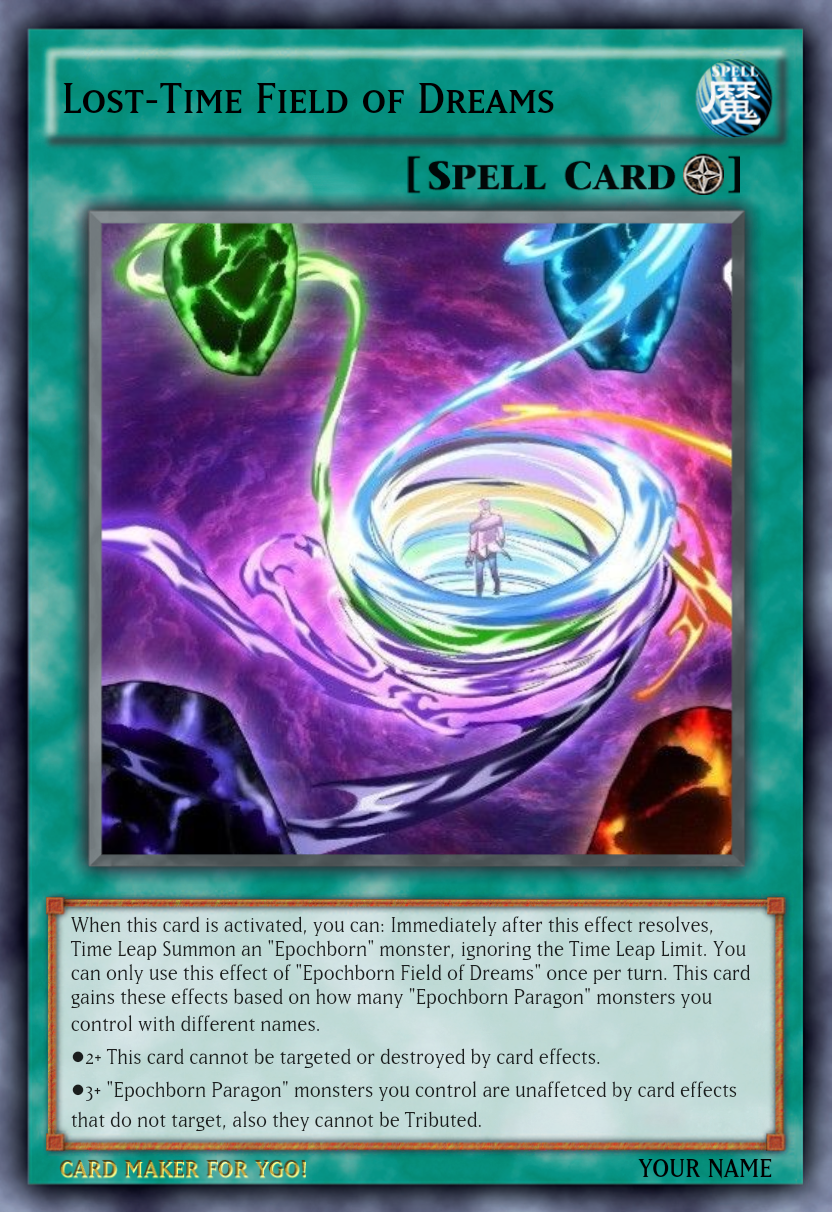 Lost-Time Field of Dreams
SPELL
魔
[Spell Card]
When this card is activated, you can: Immediately after this effect resolves,
Time Leap Summon an "Epochborn" monster, ignoring the Time Leap Limit. You
can only use this effect of "Epochborn Field of Dreams" once per turn. This card
gains these effects based on how many "Epochborn Paragon" monsters you
control with different names.
●2+ This card cannot be targeted or destroyed by card effects.
●3+ "Epochborn Paragon" monsters you control are unaffetced by card effects
that do not target, also they cannot be Tributed.
CARD MAKER FOR YGO!
YOUR NAME